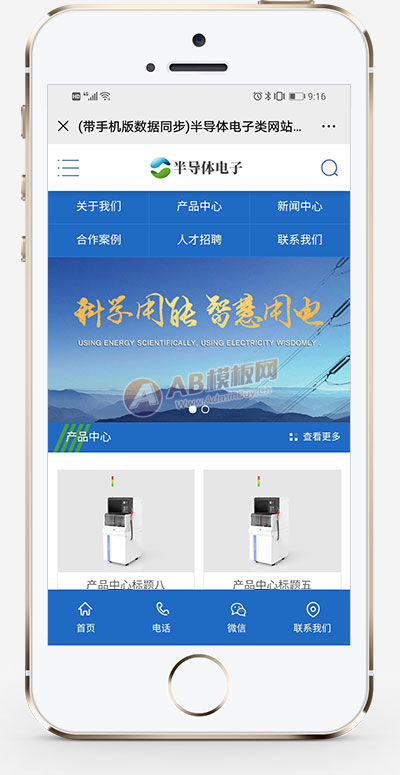 HD 4G 9:16
(带手机版数据同步)半导体电子类网站...
半导体电子
关于我们 产品中心 新闻中心
合作案例 人才招聘 联系我们
科学用能 智慧用电
USING ENERGY SCIENTIFICALLY, USING ELECTRICITY WISDOMLY
AB模板网
Www.Adminbuy.Cn
产品中心 查看更多
产品中心标题八 产品中心标题五
首页 电话 微信 联系我们